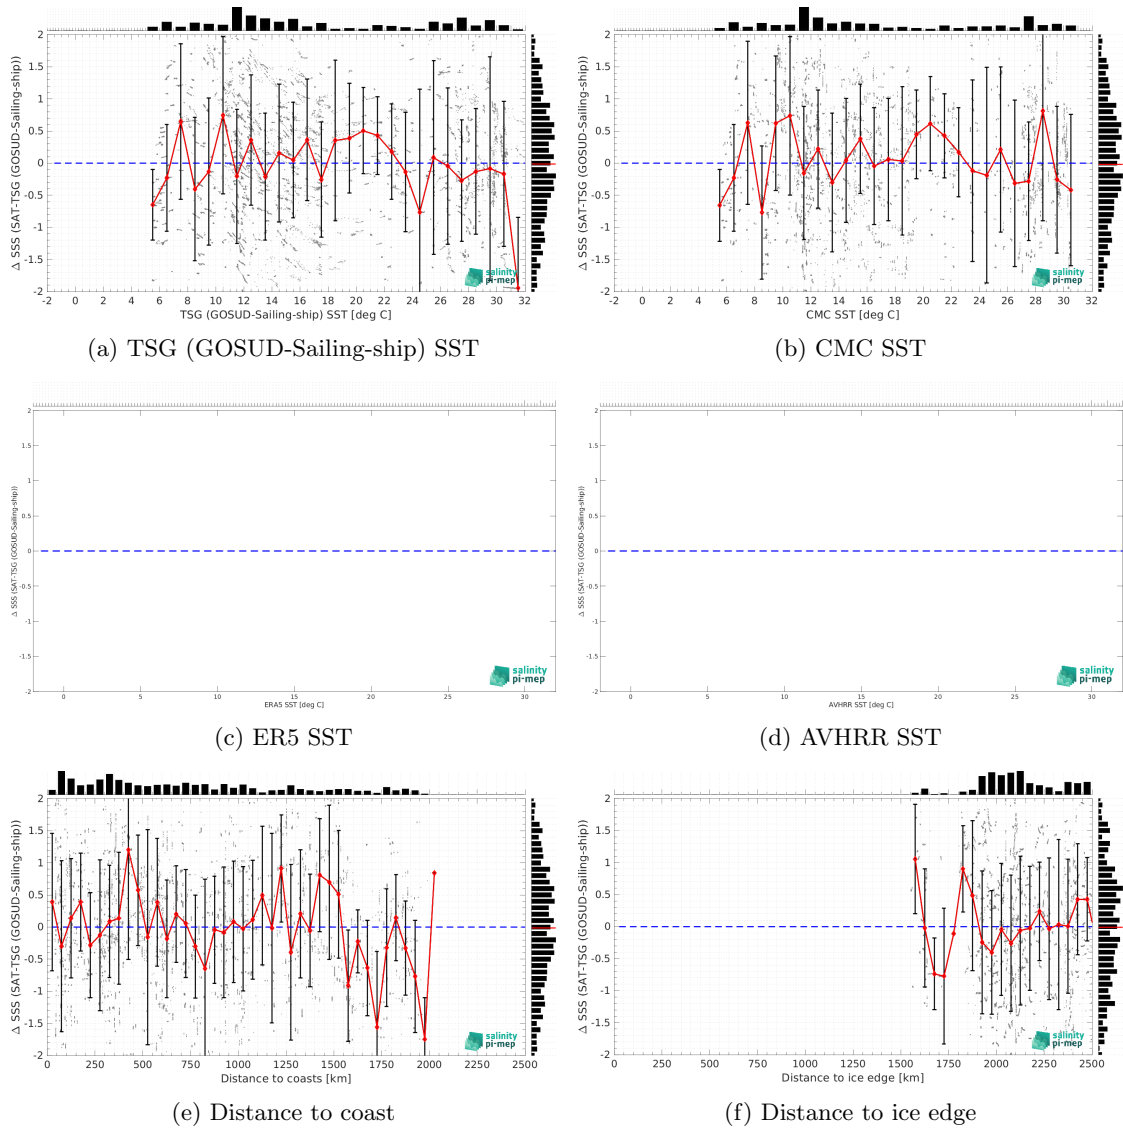 Δ SSS (SAT-TSG (GOSUD-Sailing-ship))
2
1.5
1
0.5
0
-0.5
-1
-1.5
-2
salinity
pi-mep
-2 0 2 4 6 8 10 12 14 16 18 20 22 24 26 28 30 32
TSG (GOSUD-Sailing-ship) SST [deg C]
(a) TSG (GOSUD-Sailing-ship) SST
Δ SSS (SAT-TSG (GOSUD-Sailing-ship))
2
1.5
1
0.5
0
-0.5
-1
-1.5
-2
salinity
pi-mep
-2 0 2 4 6 8 10 12 14 16 18 20 22 24 26 28 30 32
CMC SST [deg C]
(b) CMC SST
Δ SSS (SAT-TSG (GOSUD-Sailing-ship))
2
1.5
1
0.5
0
-0.5
-1
-1.5
-2
salinity
pi-mep
0 5 10 15 20 25 30
ERA5 SST [deg C]
(c) ER5 SST
Δ SSS (SAT-TSG (GOSUD-Sailing-ship))
2
1.5
1
0.5
0
-0.5
-1
-1.5
-2
salinity
pi-mep
0 5 10 15 20 25 30
AVHRR SST [deg C]
(d) AVHRR SST
Δ SSS (SAT-TSG (GOSUD-Sailing-ship))
2
1.5
1
0.5
0
-0.5
-1
-1.5
-2
salinity
pi-mep
0 250 500 750 1000 1250 1500 1750 2000 2500
Distance to coasts [km]
(e) Distance to coast
Δ SSS (SAT-TSG (GOSUD-Sailing-ship))
2
1.5
1
0.5
0
-0.5
-1
-1.5
-2
salinity
pi-mep
0 250 500 750 1000 1250 1500 1750 2000 2250 2500
Distance to ice edge [km]
(f) Distance to ice edge